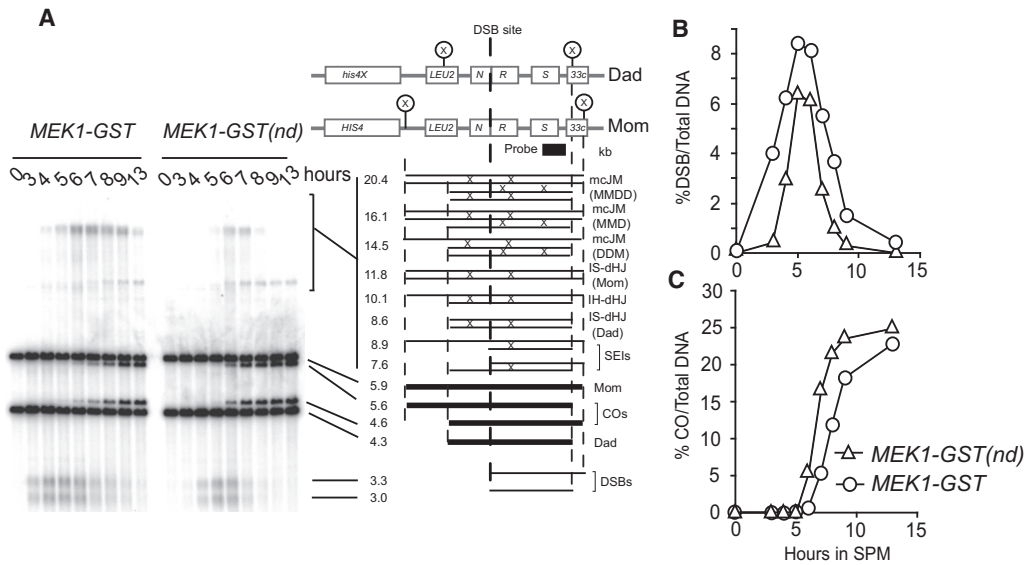 A
DSB site
X
X
his4X
LEU2
N
R
S
33c
Dad
X
X
HIS4
LEU2
N
R
S
33c
Mom
Probe
kb
MEK1-GST
MEK1-GST(nd)
0 3 4 5 6 7 8 9 13
0 3 4 5 6 7 8 9 13 hours
20.4
mcJM
(MMDD)
16.1
mcJM
(MMD)
14.5
mcJM
(DDM)
11.8
IS-dHJ
(Mom)
10.1
IH-dHJ
8.6
IS-dHJ
(Dad)
8.9
7.6
SEIs
5.9
Mom
5.6
4.6
COs
4.3
Dad
3.3
3.0
DSBs
B
%DSB/Total DNA
8
6
4
2
0
0
5
10
15
C
% CO/Total DNA
30
25
20
15
10
5
0
MEK1-GST(nd)
MEK1-GST
0
5
10
15
Hours in SPM